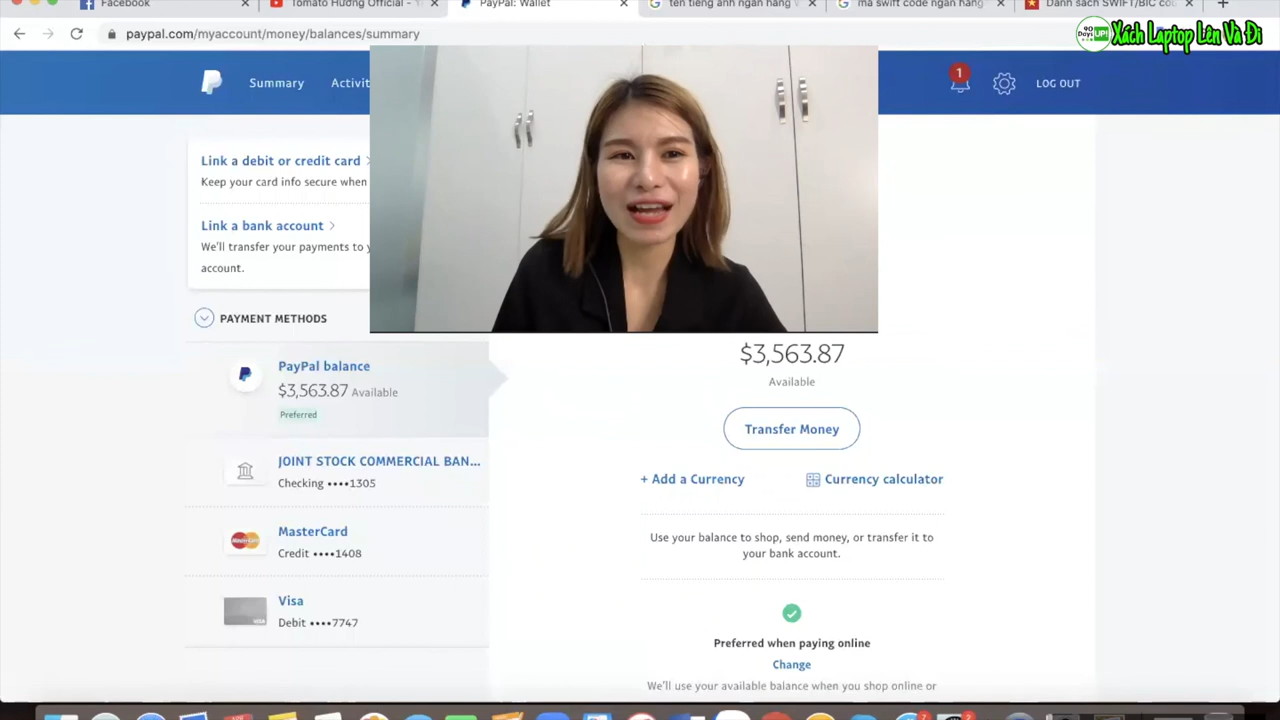 Facebook
Tomato Hương Official - Y
PayPal: Wallet
tên tiếng anh ngân hàng V
mã swift code ngân hàng
Danh sách SWIFT/BIC co
paypal.com/myaccount/money/balances/summary
90 Days UP!
Xách Laptop Lên Và Đi
Summary
Activit
1
LOG OUT
Link a debit or credit card
Keep your card info secure when
Link a bank account
We'll transfer your payments to y
account.
PAYMENT METHODS
PayPal balance
$3,563.87 Available
Preferred
JOINT STOCK COMMERCIAL BAN...
Checking ••••1305
MasterCard
Credit ••••1408
Visa
Debit ••••7747
$3,563.87
Available
Transfer Money
+ Add a Currency
Currency calculator
Use your balance to shop, send money, or transfer it to
your bank account.
Preferred when paying online
Change
We'll use your available balance when you shop online or